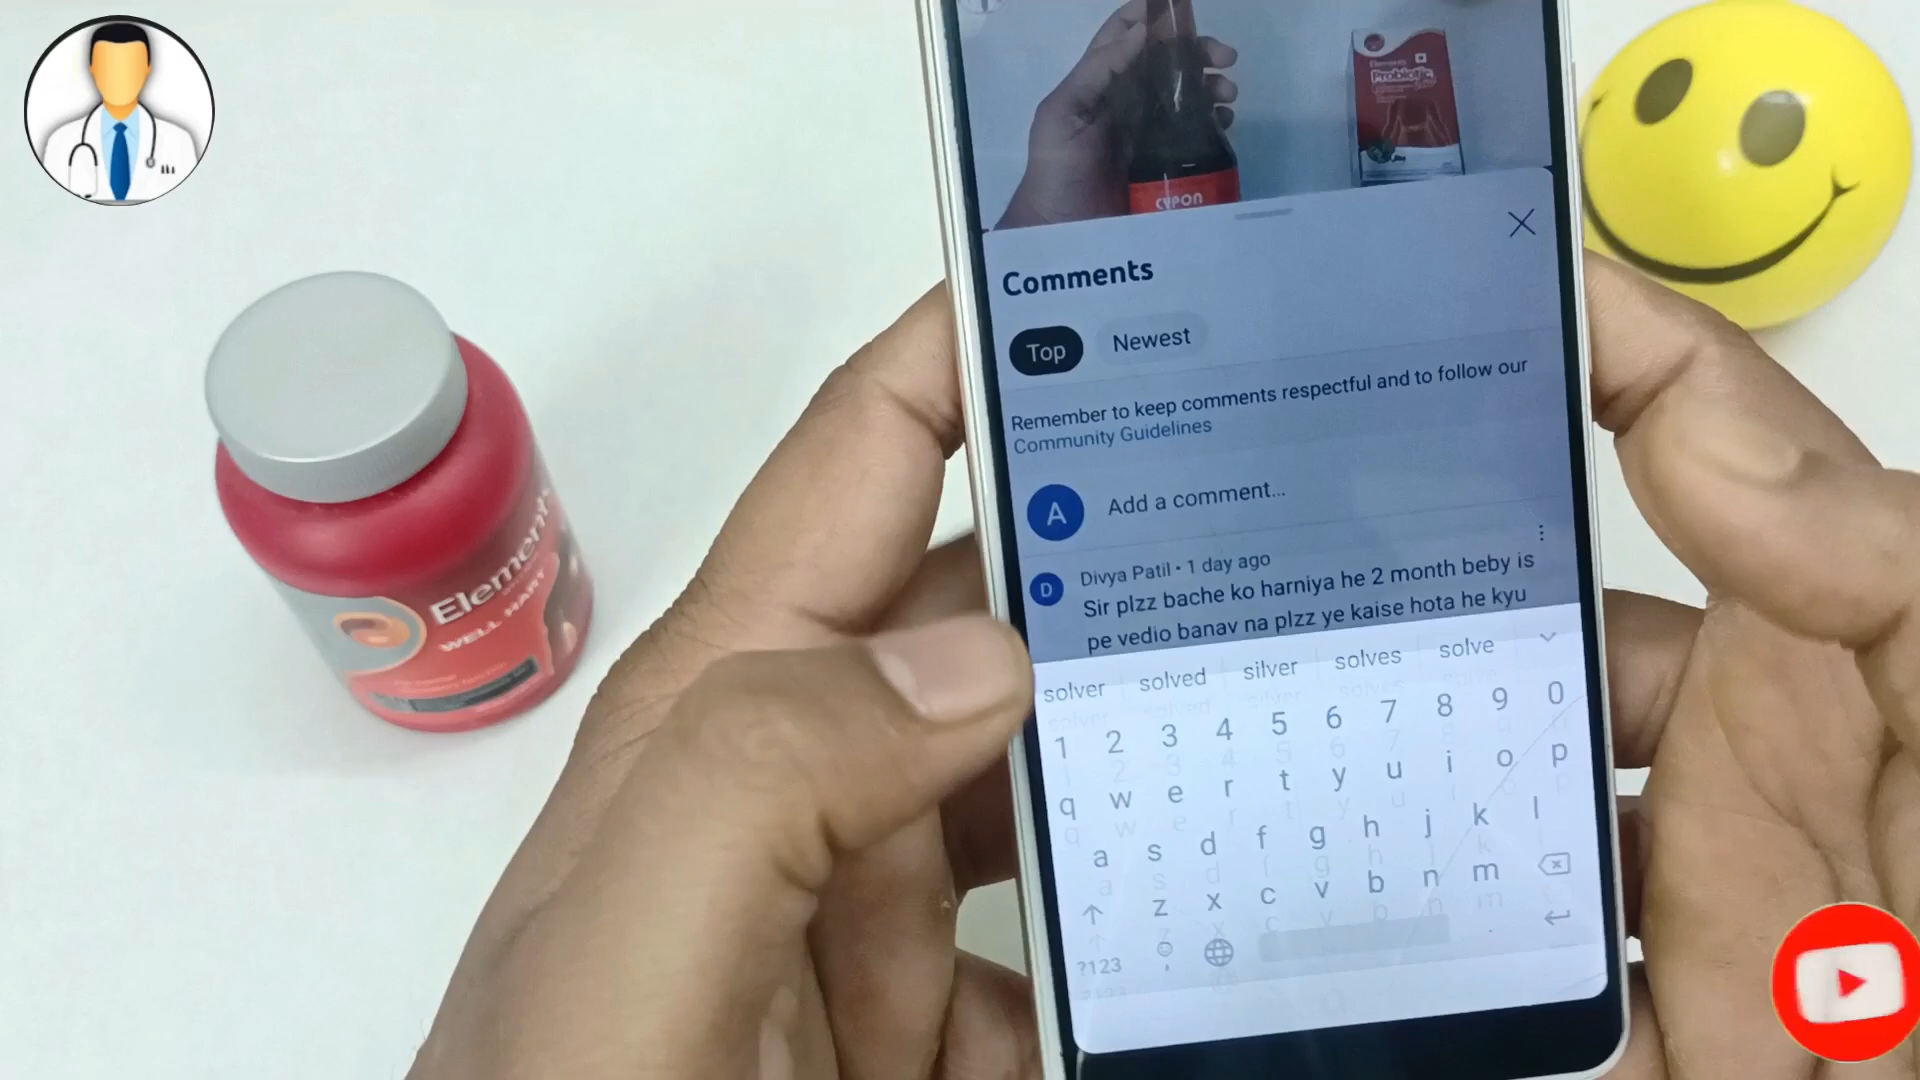 Elements
Probiotic
CYPON
Comments
Top
Newest
Remember to keep comments respectful and to follow our
Community Guidelines
A
Add a comment...
D
Divya Patil • 1 day ago
Sir plzz bache ko harniya he 2 month beby is
pe vedio banav na plzz ye kaise hota he kyu
solver solved silver solves solve
1 2 3 4 5 6 7 8 9 0
q w e r t y u i o p
a s d f g h j k l
z x c v b n m
?123 , .
Elements
WELL HART